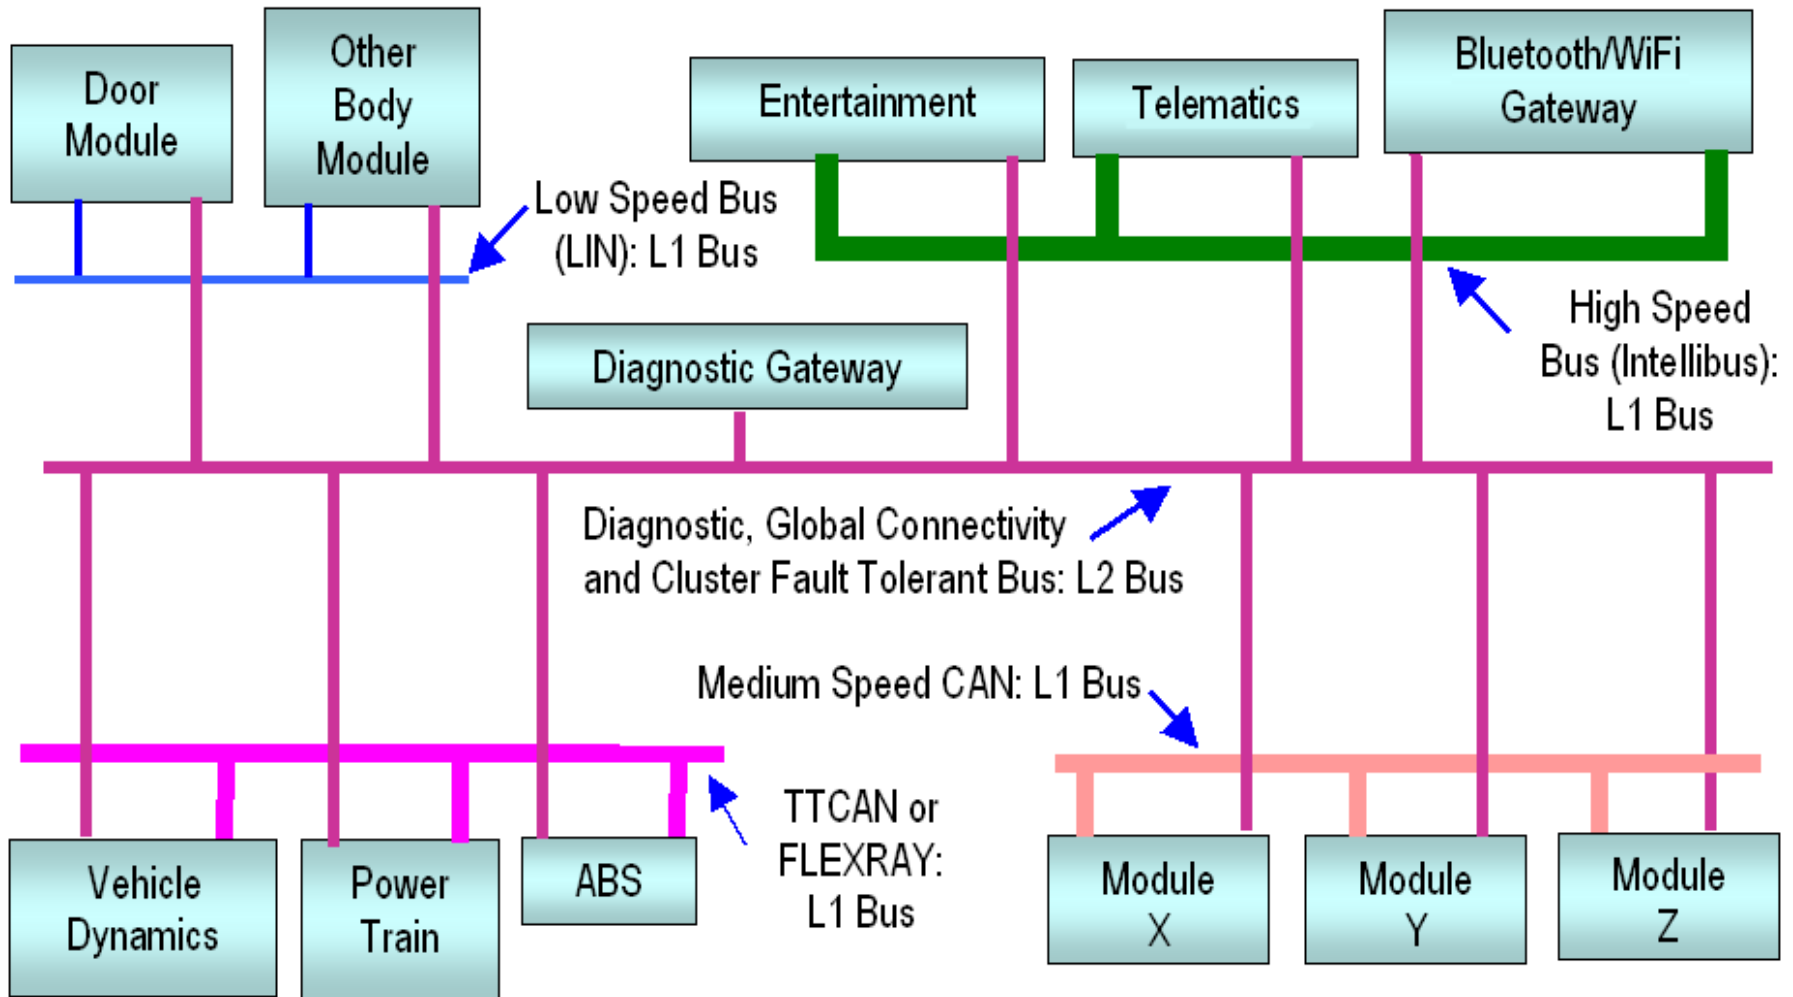 Door
Module
Other
Body
Module
Entertainment
Telematics
Bluetooth/WiFi
Gateway
Low Speed Bus
(LIN): L1 Bus
High Speed
Bus (Intellibus):
L1 Bus
Diagnostic Gateway
Diagnostic, Global Connectivity
and Cluster Fault Tolerant Bus: L2 Bus
Medium Speed CAN: L1 Bus
TTCAN or
FLEXRAY:
L1 Bus
Vehicle
Dynamics
Power
Train
ABS
Module
X
Module
Y
Module
Z